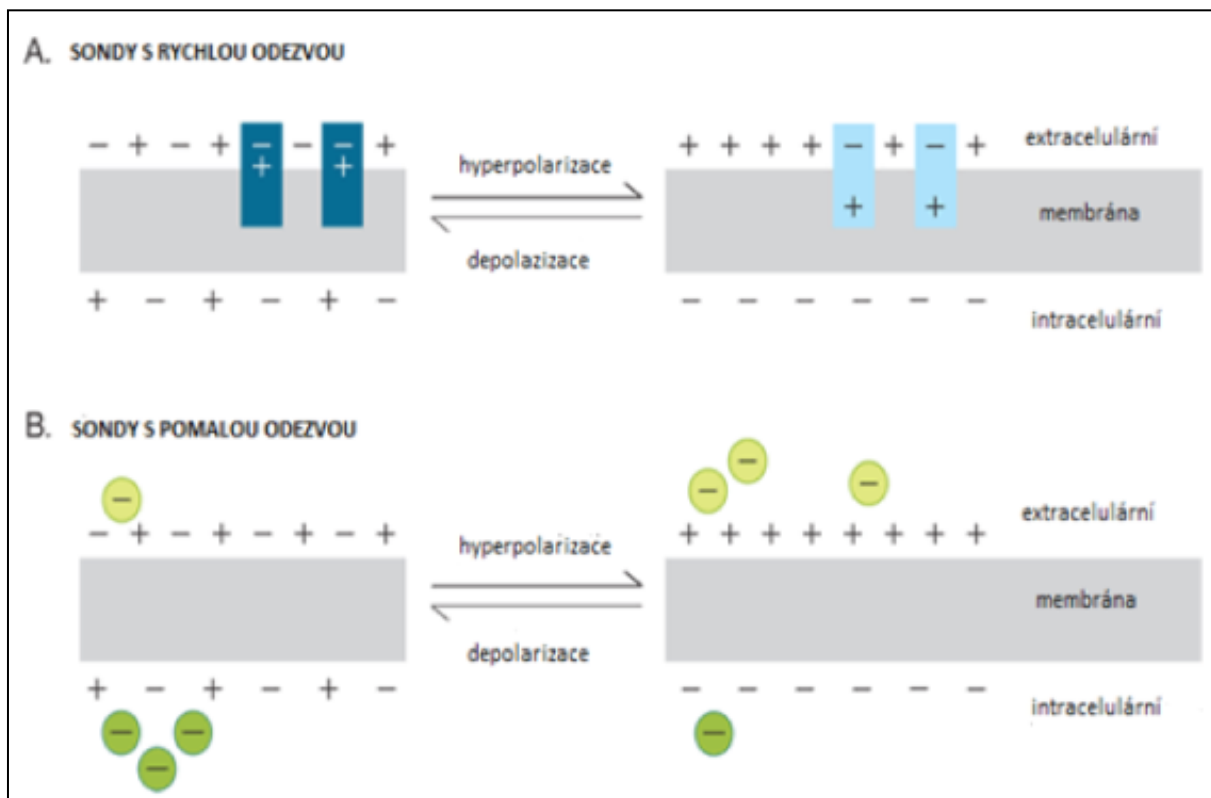 A. SONDY S RYCHLOU ODEZVOU
− + − + − − − +
+ +
hyperpolarizace
depolazizace
+ − + − + −
+ + + + − + − +
extracelulární
membrána
+ +
− − − − − −
intracelulární
B. SONDY S POMALOU ODEZVOU
−
− + − + − + − +
hyperpolarizace
depolarizace
+ − + − + −
− − −
− − −
extracelulární
+ + + + + + + +
membrána
− − − − − −
intracelulární
−